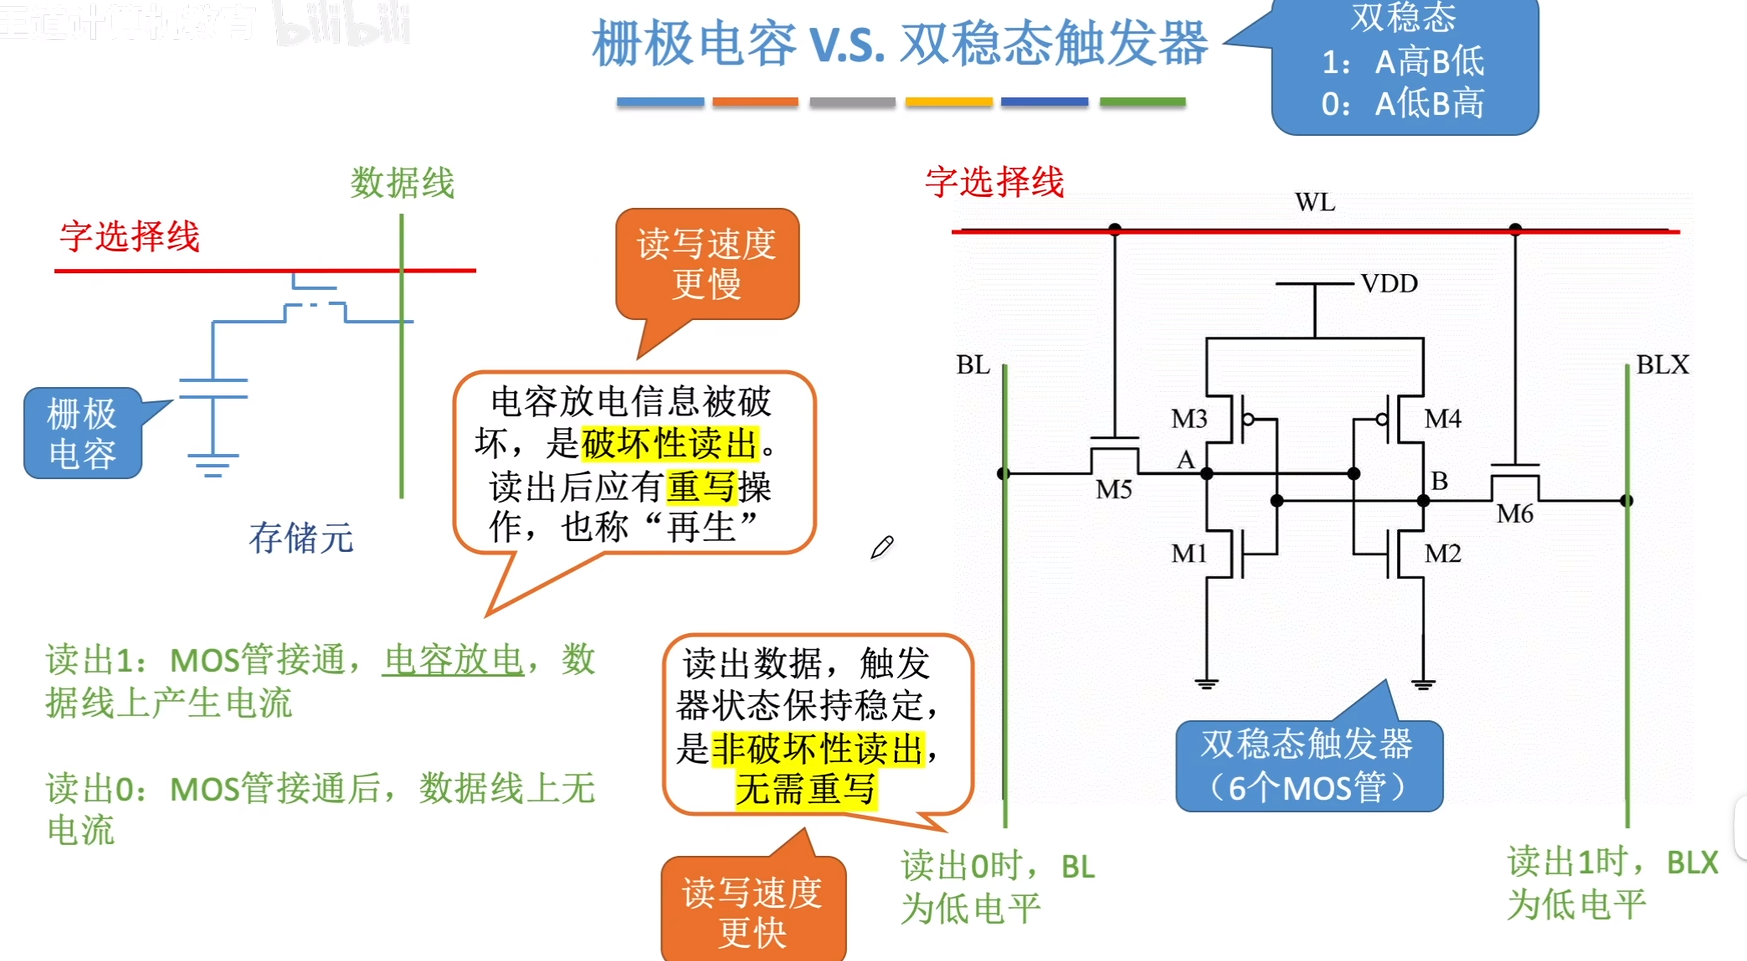 王道计算机教育 bilibili
栅极电容 V.S. 双稳态触发器
双稳态
1：A高B低
0：A低B高
数据线
字选择线
栅极
电容
存储元
读写速度
更慢
电容放电信息被破
坏，是破坏性读出。
读出后应有重写操
作，也称“再生”
读出1：MOS管接通，电容放电，数
据线上产生电流
读出0：MOS管接通后，数据线上无
电流
读出数据，触发
器状态保持稳定，
是非破坏性读出，
无需重写
读写速度
更快
字选择线
WL
VDD
BL
BLX
M3
M4
A
B
M5
M6
M1
M2
双稳态触发器
（6个MOS管）
读出0时，BL
为低电平
读出1时，BLX
为低电平